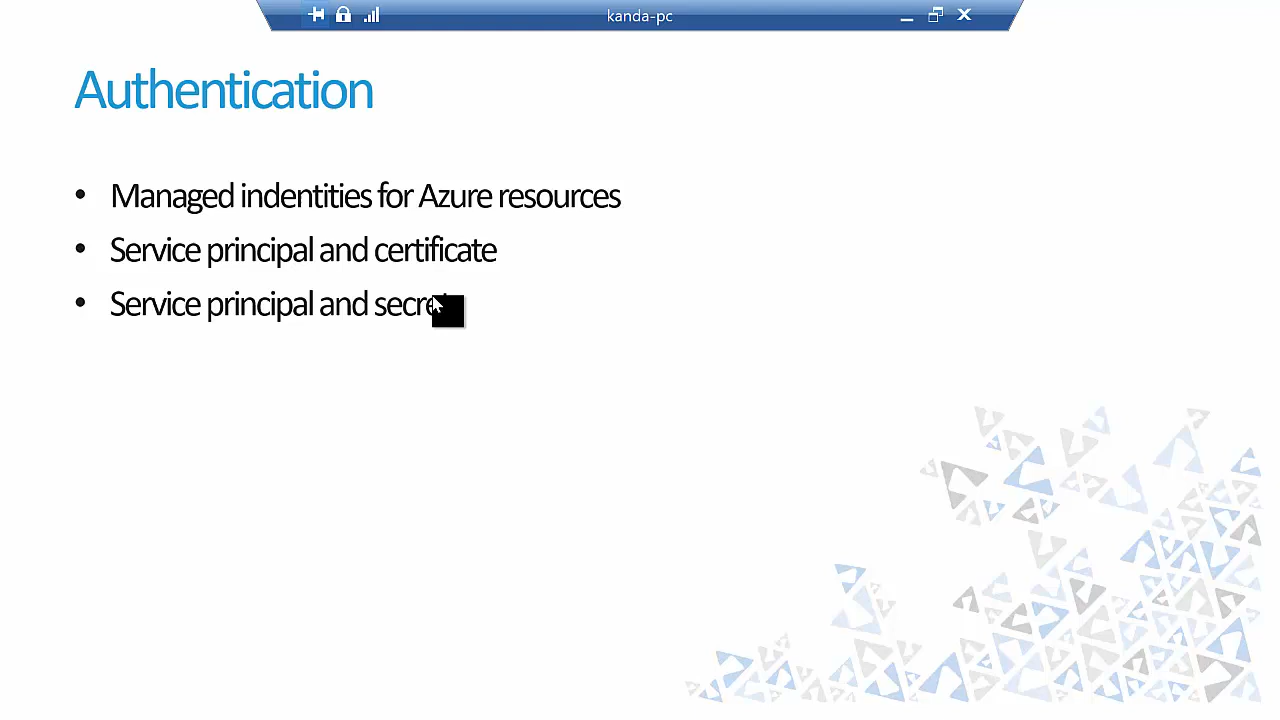 kanda-pc
Authentication
• Managed indentities for Azure resources
• Service principal and certificate
• Service principal and